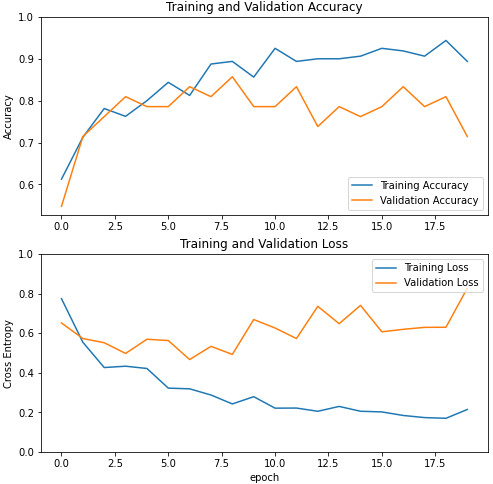 Training and Validation Accuracy
1.0
0.9
0.8
0.7
0.6
Accuracy
Training Accuracy
Validation Accuracy
0.0 2.5 5.0 7.5 10.0 12.5 15.0 17.5
Training and Validation Loss
1.0
0.8
0.6
0.4
0.2
0.0
Cross Entropy
Training Loss
Validation Loss
0.0 2.5 5.0 7.5 10.0 12.5 15.0 17.5
epoch